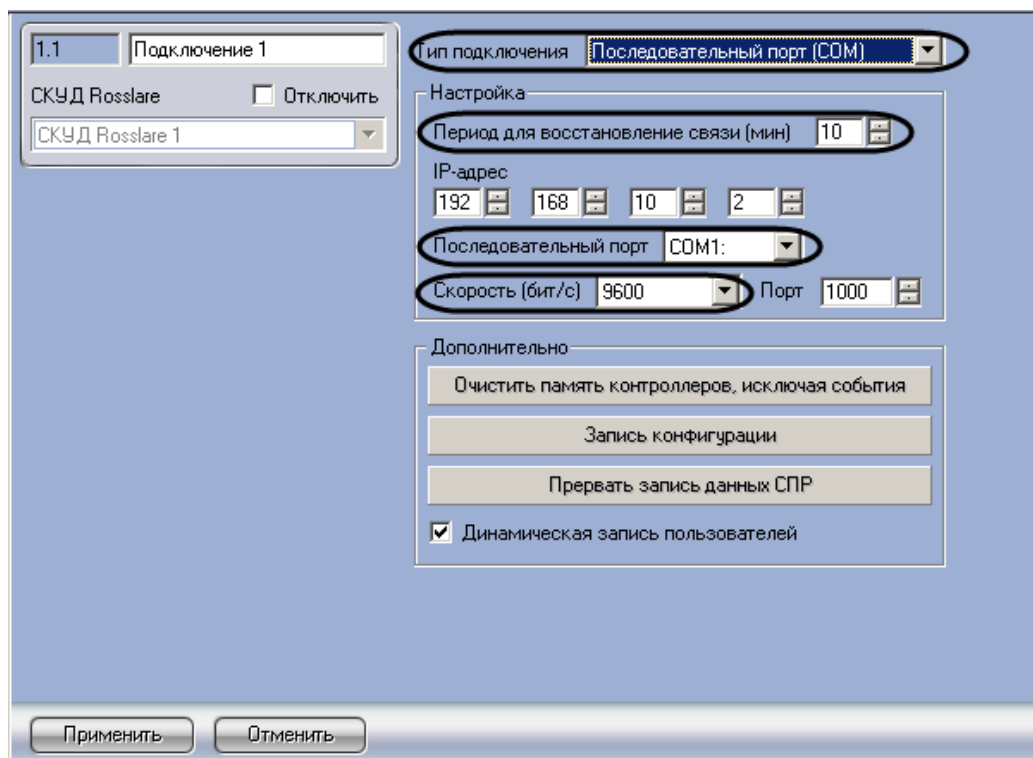 1.1 Подключение 1
СКУД Rosslare Отключить
СКУД Rosslare 1
Тип подключения Последовательный порт (COM)
Настройка
Период для восстановление связи (мин) 10
IP-адрес
192 168 10 2
Последовательный порт COM1:
Скорость (бит/с) 9600 Порт 1000
Дополнительно
Очистить память контроллеров, исключая события
Запись конфигурации
Прервать запись данных СПР
Динамическая запись пользователей
Применить Отменить